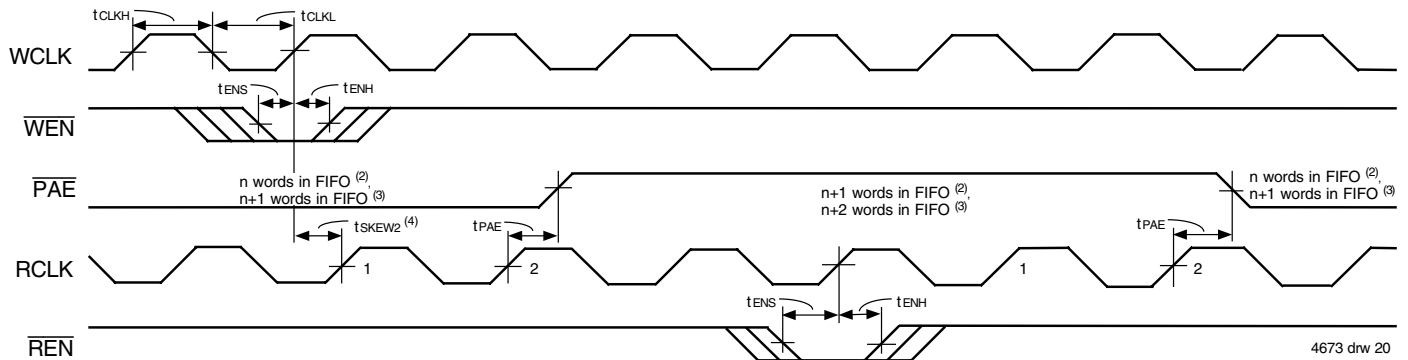 tCLKH tCLKL
WCLK
tENS tENH
WEN
PAE
n words in FIFO (2),
n+1 words in FIFO (3)
n+1 words in FIFO (2),
n+2 words in FIFO (3)
n words in FIFO (2),
n+1 words in FIFO (3)
tSKEW2 (4) tPAE tPAE
RCLK 1 2 1 2
tENS tENH
REN
4673 drw 20